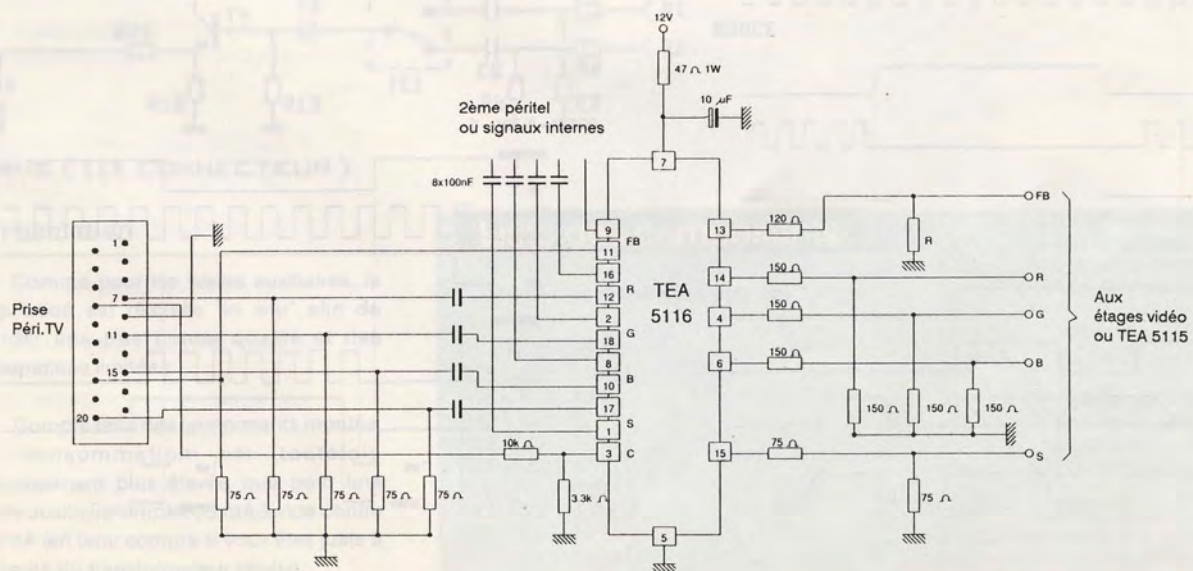 12V
47 Ω 1W
10 µF
2ème péritel
ou signaux internes
8x100nF
7
9
FB
11
16
R
12
2
G
18
8
B
10
17
S
1
C
3
TEA
5116
13
14
4
6
15
5
120 Ω
150 Ω
150 Ω
150 Ω
75 Ω
R
150 Ω
150 Ω
150 Ω
75 Ω
FB
R
G
B
S
Aux
étages vidéo
ou TEA 5115
Prise
Péri.TV
1
7
11
15
20
10k Ω
3.3k Ω
75 Ω
75 Ω
75 Ω
75 Ω
75 Ω